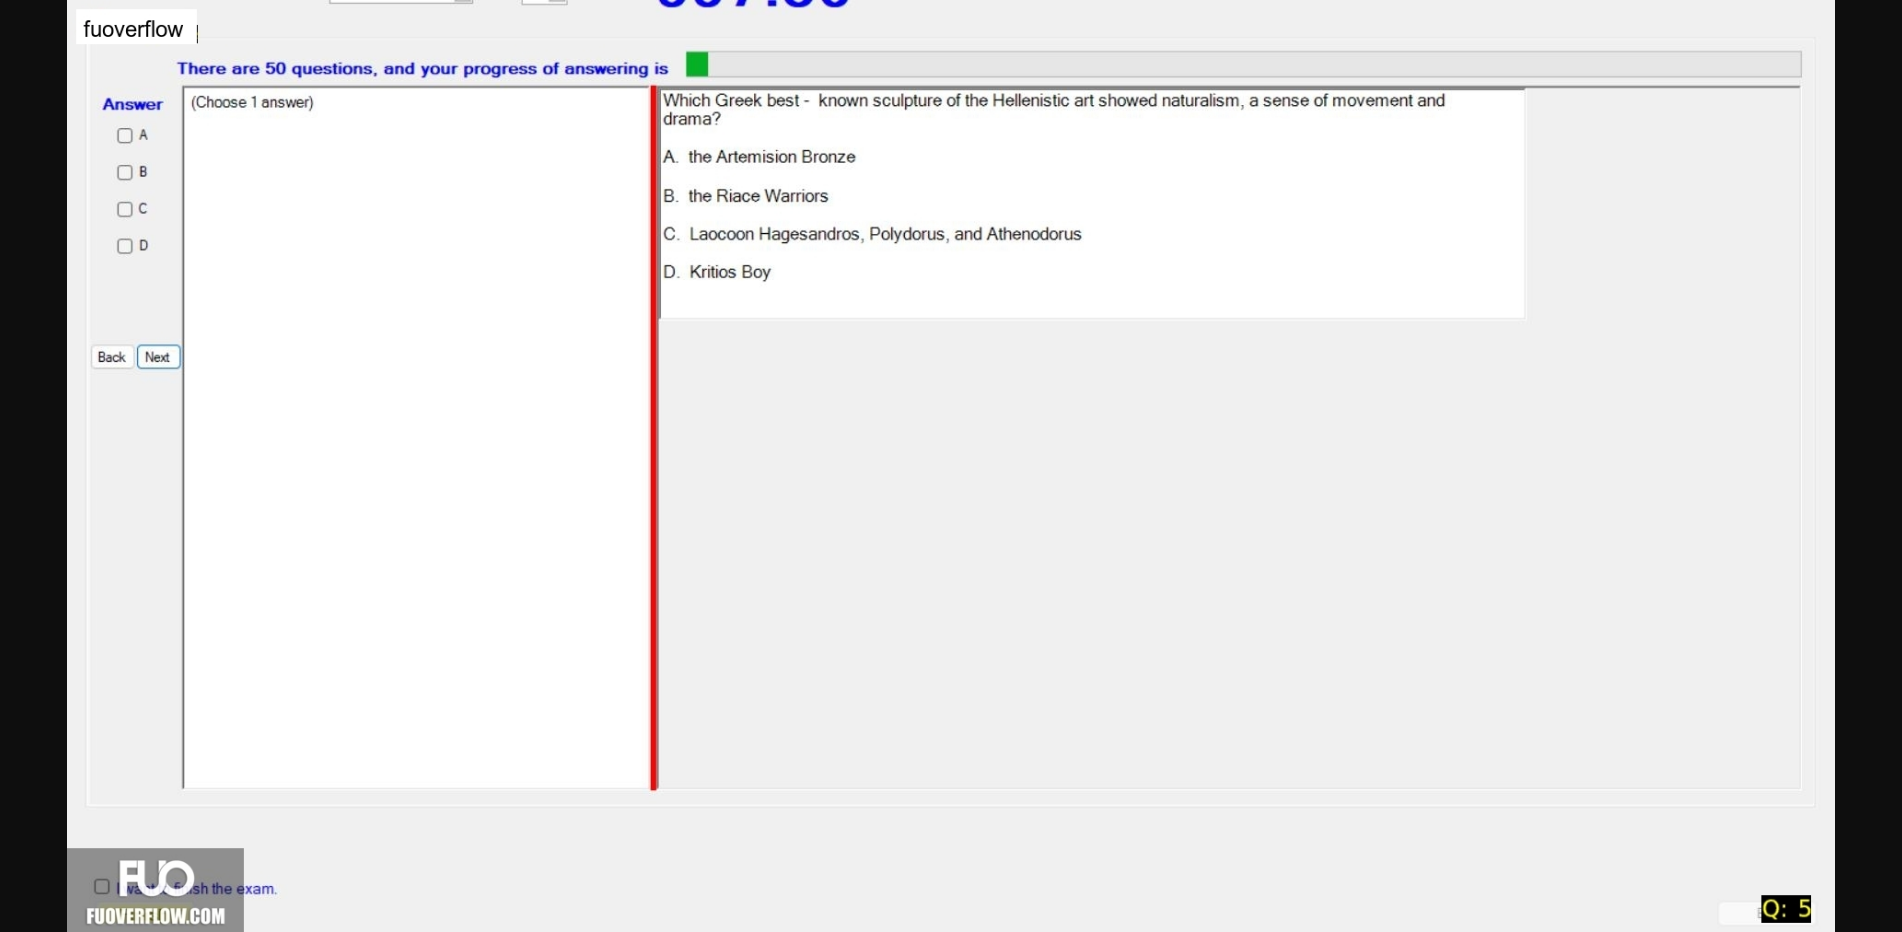 fuoverflow
There are 50 questions, and your progress of answering is
Answer
(Choose 1 answer)
A
B
C
D
Back Next
Which Greek best -  known sculpture of the Hellenistic art showed naturalism, a sense of movement and
drama?
A.  the Artemision Bronze
B.  the Riace Warriors
C.  Laocoon Hagesandros, Polydorus, and Athenodorus
D.  Kritios Boy
FUO
sh the exam.
FUOVERFLOW.COM
Q: 5